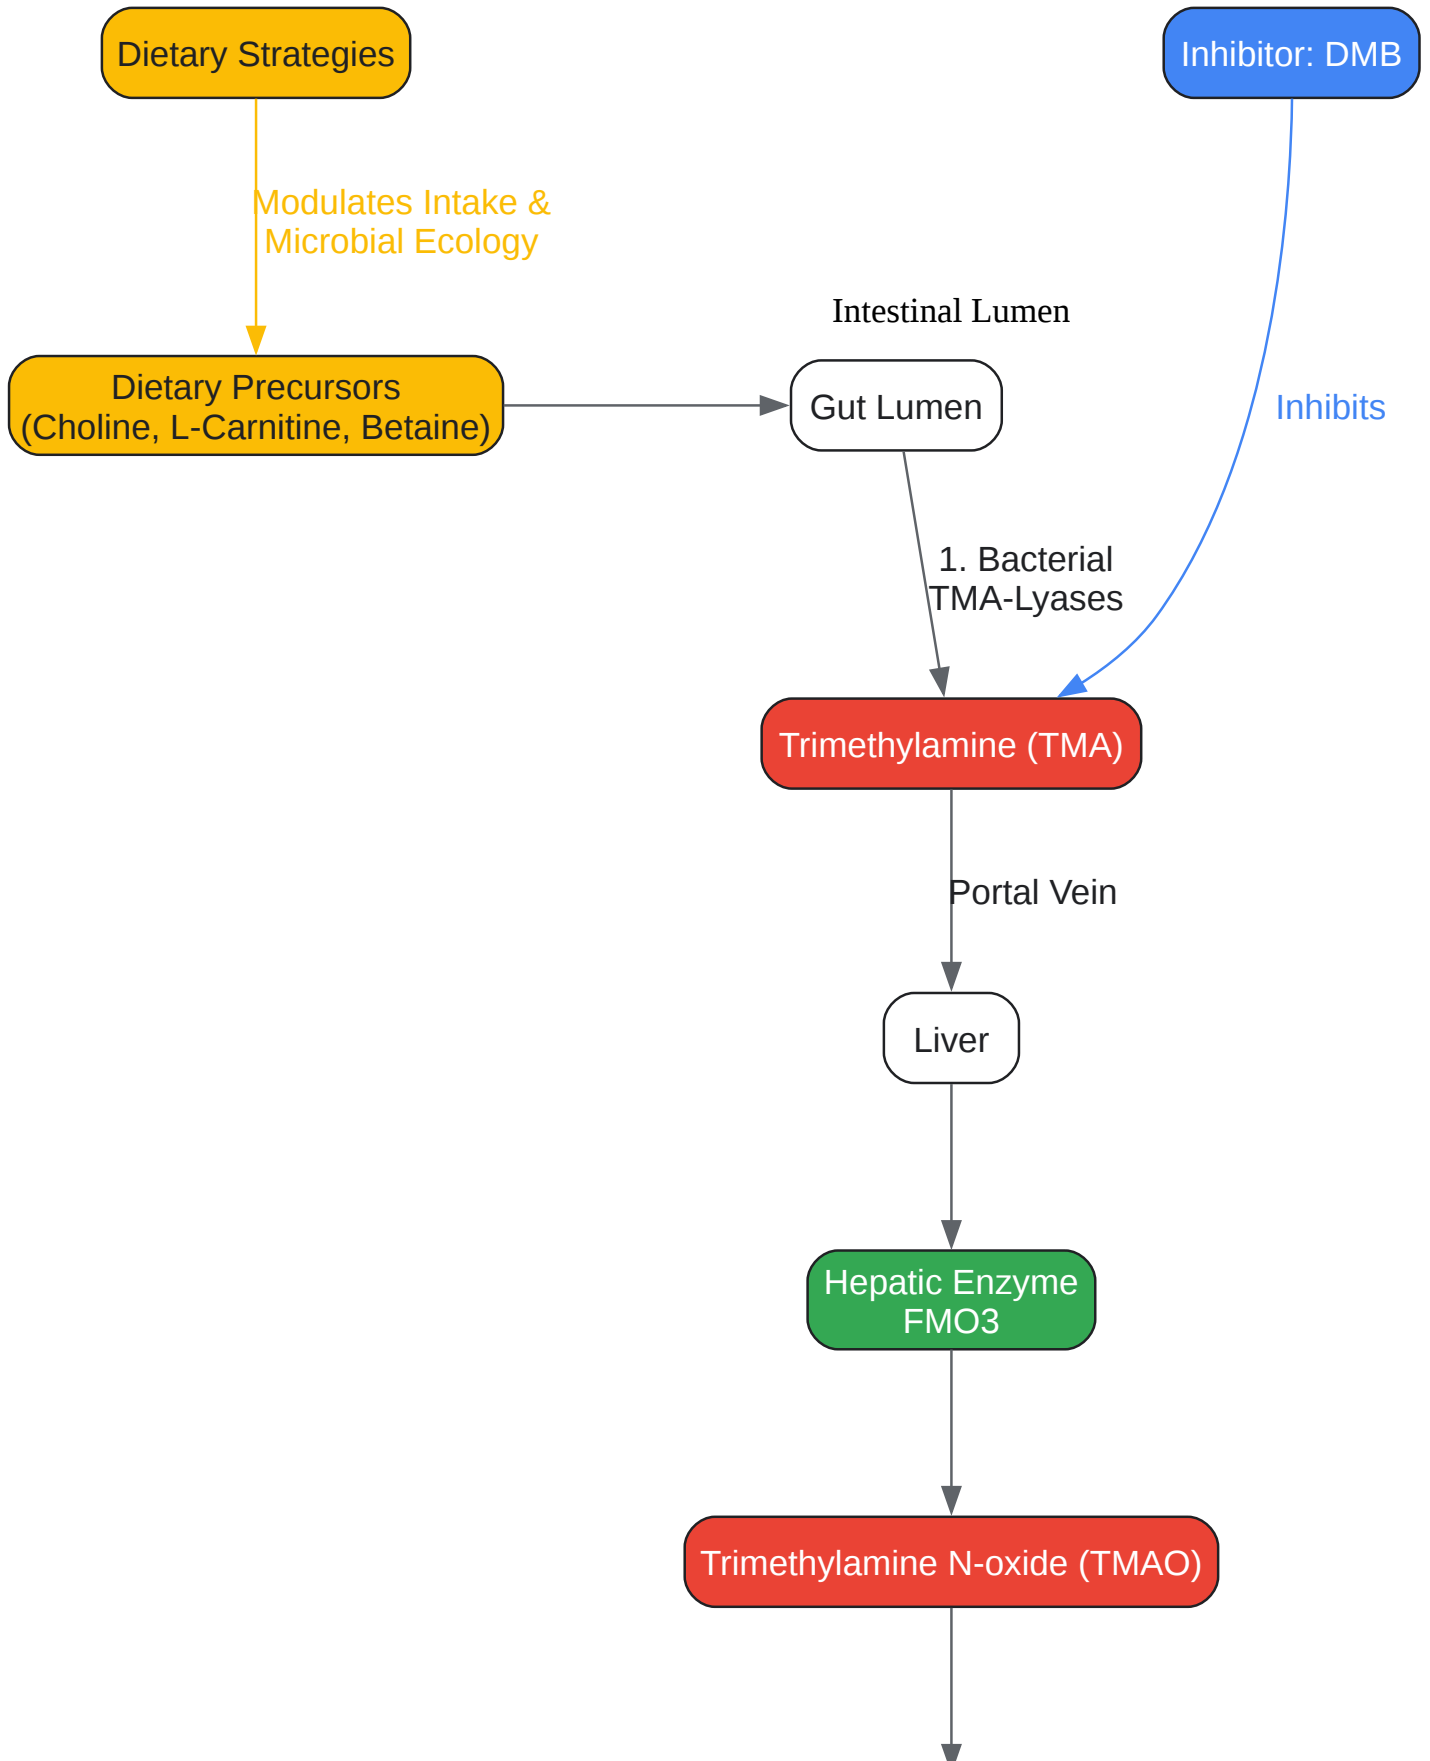 Dietary Strategies
Inhibitor: DMB
Modulates Intake &
Microbial Ecology
Intestinal Lumen
Dietary Precursors
(Choline, L-Carnitine, Betaine)
Gut Lumen
Inhibits
1. Bacterial
TMA-Lyases
Trimethylamine (TMA)
Portal Vein
Liver
Hepatic Enzyme
FMO3
Trimethylamine N-oxide (TMAO)